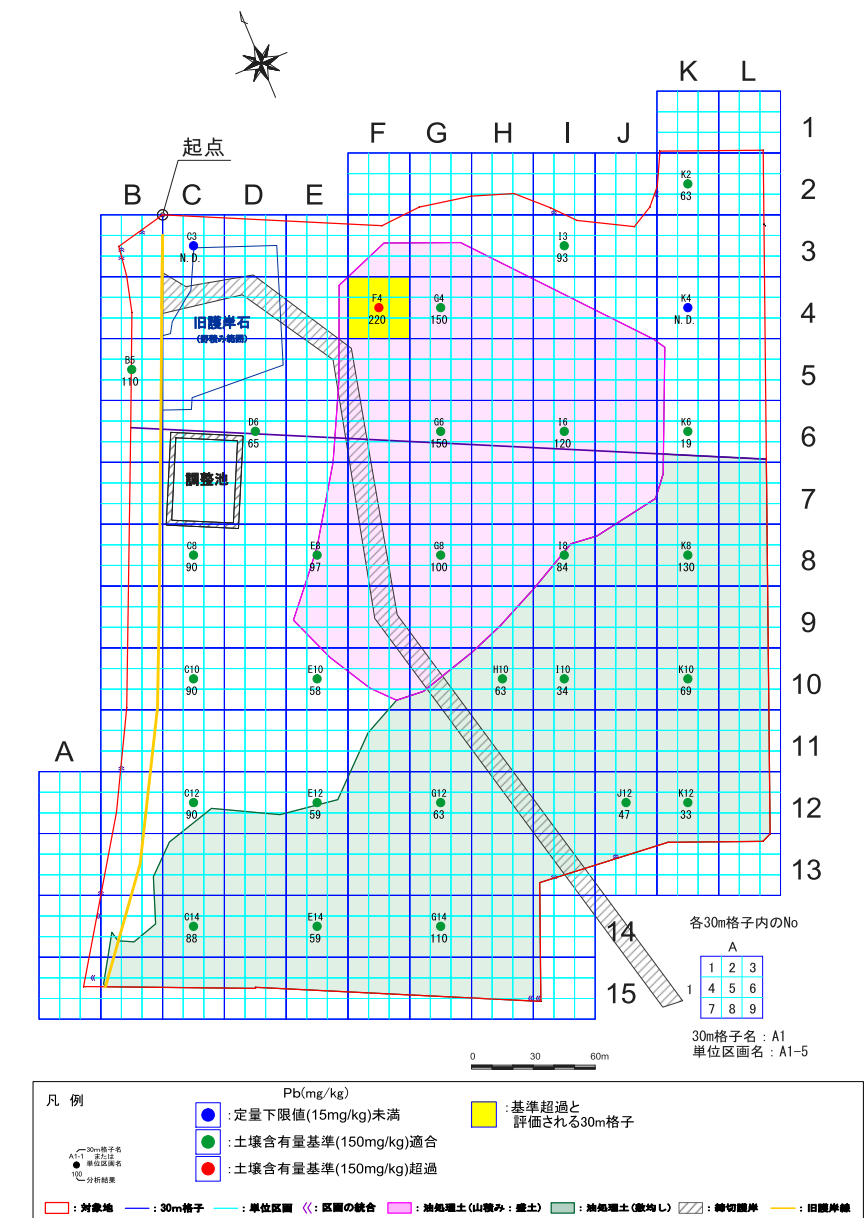 K L
1
F G H I J
起点
K2
63
2
B C D E
C3
N.D.
I3
93
3
F4
220
G4
150
K4
N.D.
4
旧護岸石
(野積み範囲)
B5
110
5
D6
65
G6
150
I6
120
K6
19
6
調整池
7
C8
90
E8
97
G8
100
I8
84
K8
130
8
9
C10
90
E10
58
H10
63
I10
34
K10
69
10
11
A
C12
90
E12
59
G12
63
J12
47
K12
33
12
13
C14
88
E14
59
G14
110
14
15
各30m格子内のNo
A
1 2 3
1 4 5 6
7 8 9
30m格子名：A1
単位区画名：A1-5
0 30 60m
凡 例
Pb(mg/kg)
：定量下限値(15mg/kg)未満
：土壌含有量基準(150mg/kg)適合
：土壌含有量基準(150mg/kg)超過
：基準超過と
評価される30m格子
A1-1
100
30m格子名
または
単位区画名
分析結果
：対象地
：30m格子
：単位区画
：区画の統合
：油処理土(山積み：盛土)
：油処理土(敷均し)
：締切護岸
：旧護岸線